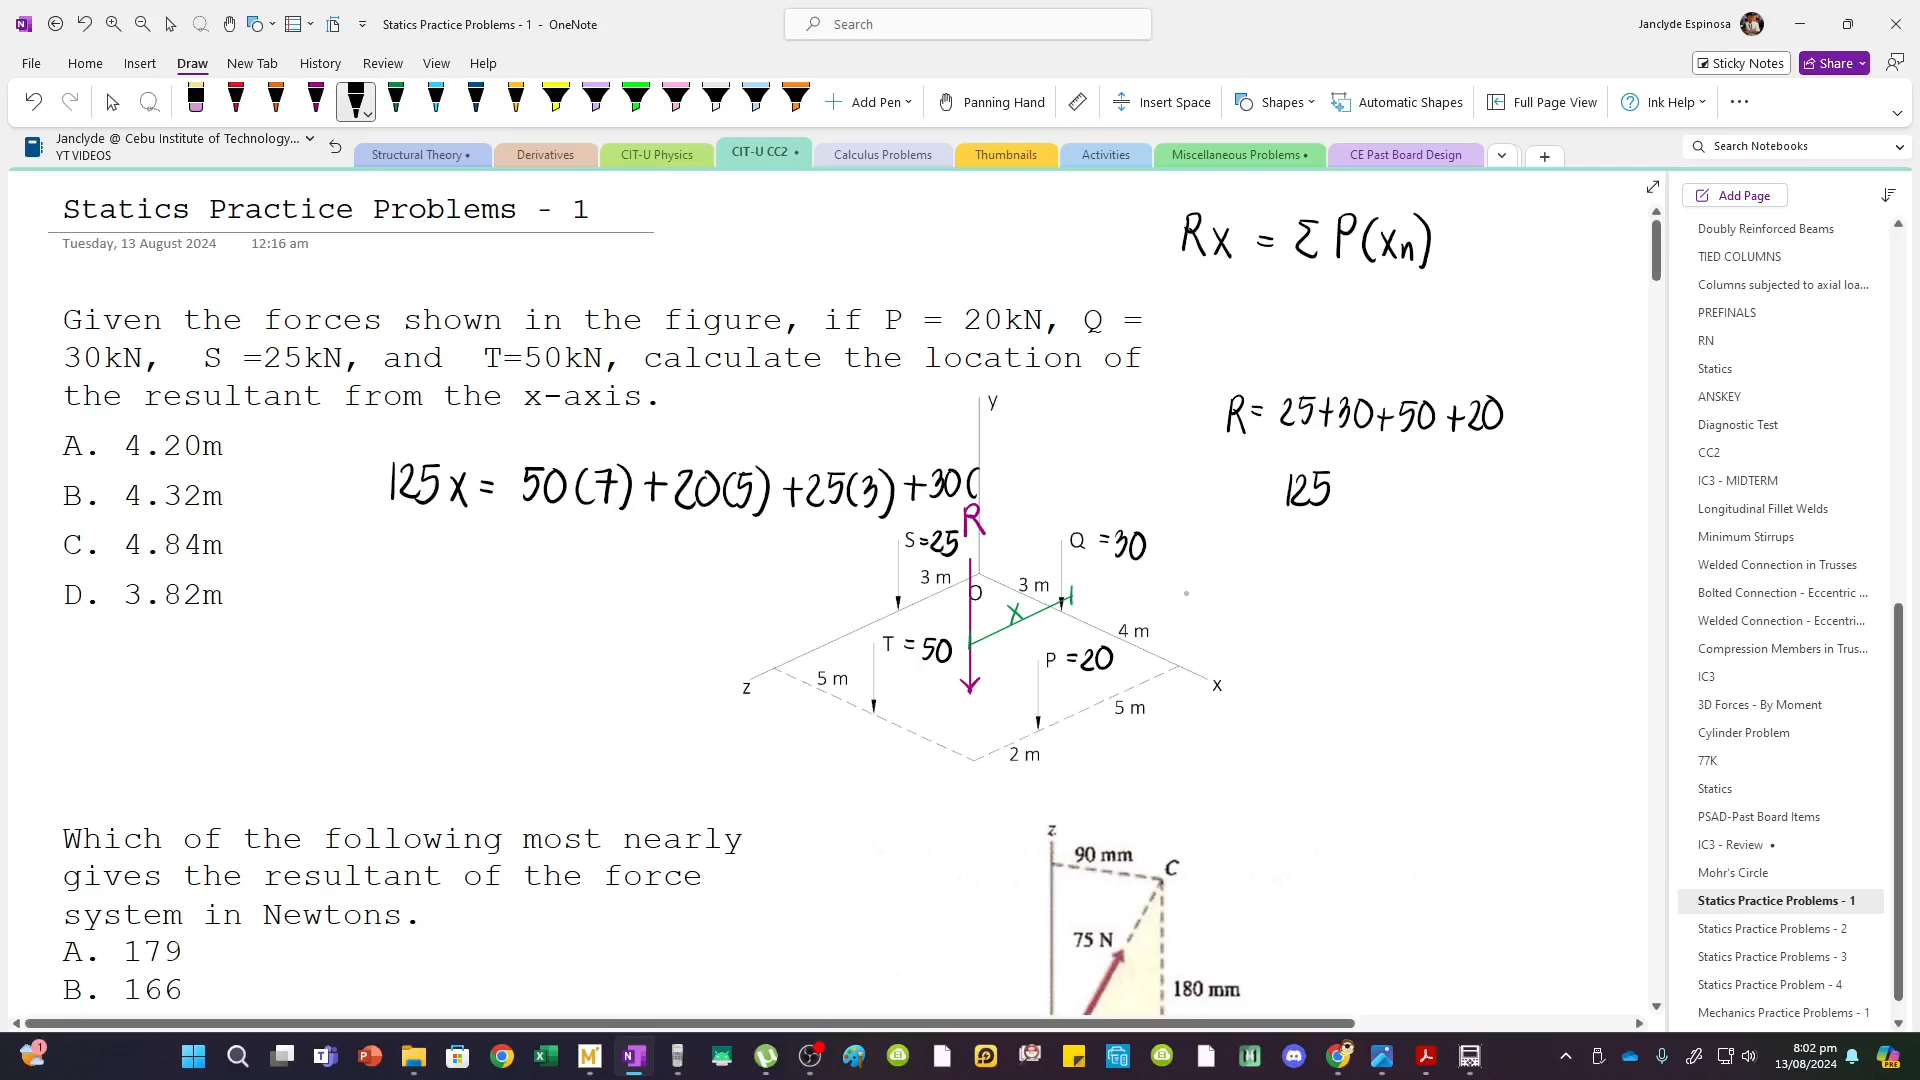 Statics Practice Problems - 1 - OneNote
Search
Janclyde Espinosa
File Home Insert Draw New Tab History Review View Help
Sticky Notes
Share
Add Pen
Panning Hand
Insert Space
Shapes
Automatic Shapes
Full Page View
Ink Help
Janclyde @ Cebu Institute of Technology...
YT VIDEOS
Structural Theory
Derivatives
CIT-U Physics
CIT-U CC2
Calculus Problems
Thumbnails
Activities
Miscellaneous Problems
CE Past Board Design
Search Notebooks
Statics Practice Problems - 1
Tuesday, 13 August 2024 12:16 am
Rx = Σ P(xn)
Given the forces shown in the figure, if P = 20kN, Q =
30kN, S =25kN, and T=50kN, calculate the location of
the resultant from the x-axis.
A. 4.20m
B. 4.32m
C. 4.84m
D. 3.82m
R= 25+30+50+20
125
125x = 50(7)+20(5)+25(3)+30(
y
R
S =25
Q =30
3 m
O
3 m
x
4 m
T = 50
P =20
5 m
z
x
5 m
2 m
Which of the following most nearly
gives the resultant of the force
system in Newtons.
A. 179
B. 166
z
90 mm
C
75 N
180 mm
Add Page
Doubly Reinforced Beams
TIED COLUMNS
Columns subjected to axial loa...
PREFINALS
RN
Statics
ANSKEY
Diagnostic Test
CC2
IC3 - MIDTERM
Longitudinal Fillet Welds
Minimum Stirrups
Welded Connection in Trusses
Bolted Connection - Eccentric ...
Welded Connection - Eccentri...
Compression Members in Trus...
IC3
3D Forces - By Moment
Cylinder Problem
77K
Statics
PSAD-Past Board Items
IC3 - Review
Mohr's Circle
Statics Practice Problems - 1
Statics Practice Problems - 2
Statics Practice Problems - 3
Statics Practice Problem - 4
Mechanics Practice Problems - 1
8:02 pm
13/08/2024